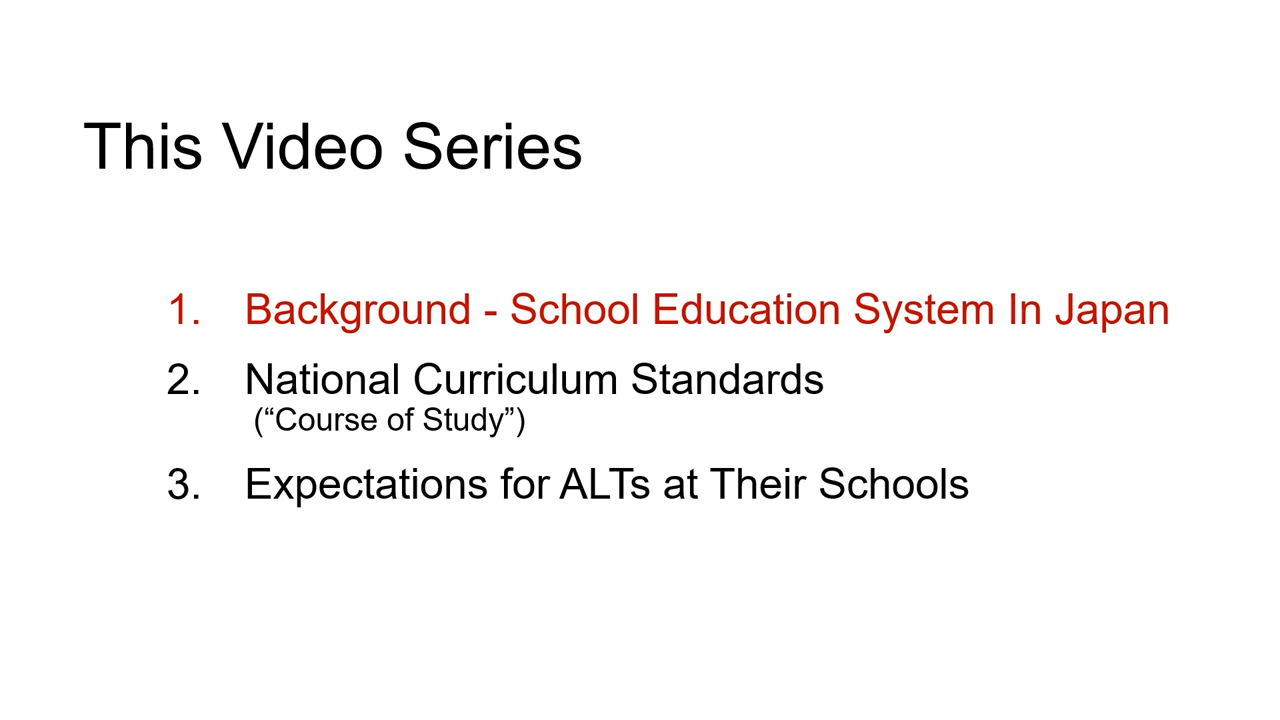 This Video Series
1. Background - School Education System In Japan
2. National Curriculum Standards
(“Course of Study”)
3. Expectations for ALTs at Their Schools